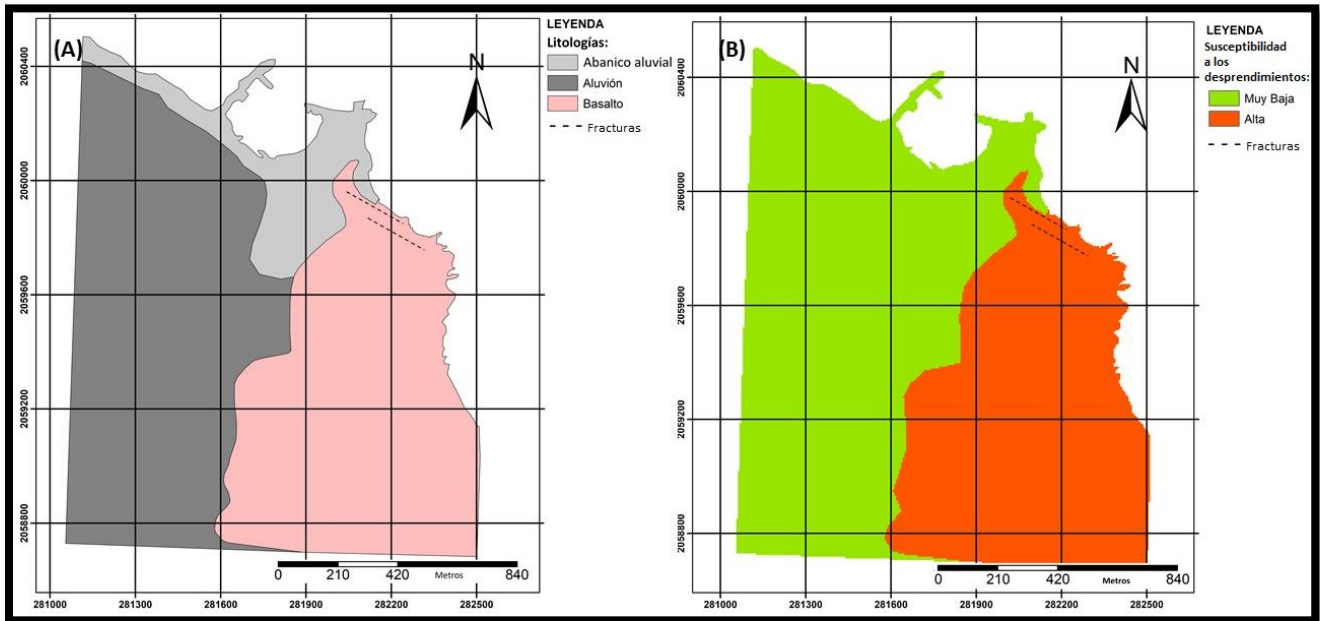 (A)
LEYENDA
Litologías:
Abanico aluvial
Aluvión
Basalto
Fracturas
N
2060400
2060000
2059600
2059200
2058800
0 210 420 Metros 840
281000 281300 281600 281900 282200 282500
(B)
LEYENDA
Susceptibilidad
a los
desprendimientos:
Muy Baja
Alta
Fracturas
N
2060400
2060000
2059600
2059200
2058800
0 210 420 Metros 840
281000 281300 281600 281900 282200 282500